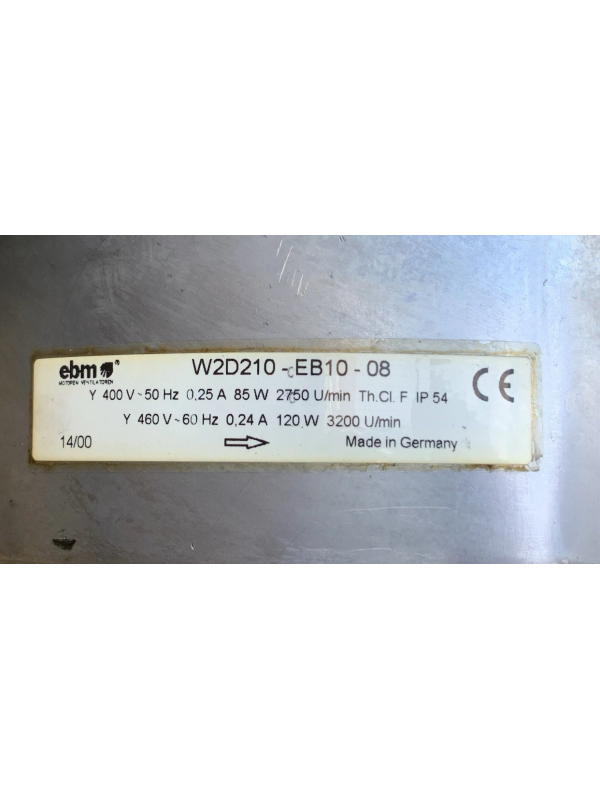 W2D210 - EB10 - 08
ebm®
MOTOREN VENTILATOREN
CE
Y 400 V ~ 50 Hz 0,25 A 85 W 2750 U/min Th.Cl. F IP 54
Y 460 V ~ 60 Hz 0,24 A 120 W 3200 U/min
14/00
Made in Germany